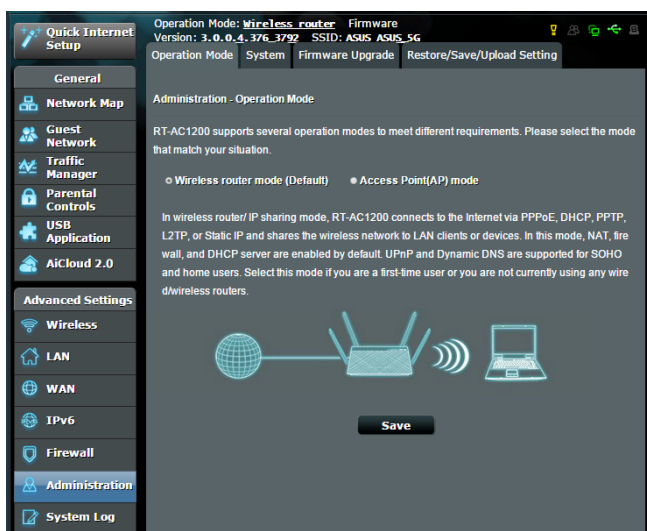 Quick Internet
Setup
Operation Mode: Wireless router Firmware
Version: 3.0.0.4.376_3792 SSID: ASUS ASUS_5G
Operation Mode System Firmware Upgrade Restore/Save/Upload Setting
General
Network Map
Guest
Network
Traffic
Manager
Parental
Controls
USB
Application
AiCloud 2.0
Advanced Settings
Wireless
LAN
WAN
IPv6
Firewall
Administration
System Log
Administration - Operation Mode
RT-AC1200 supports several operation modes to meet different requirements. Please select the mode
that match your situation.
Wireless router mode (Default) Access Point(AP) mode
In wireless router/ IP sharing mode, RT-AC1200 connects to the Internet via PPPoE, DHCP, PPTP,
L2TP, or Static IP and shares the wireless network to LAN clients or devices. In this mode, NAT, fire
wall, and DHCP server are enabled by default. UPnP and Dynamic DNS are supported for SOHO
and home users. Select this mode if you are a first-time user or you are not currently using any wire
d/wireless routers.
Save